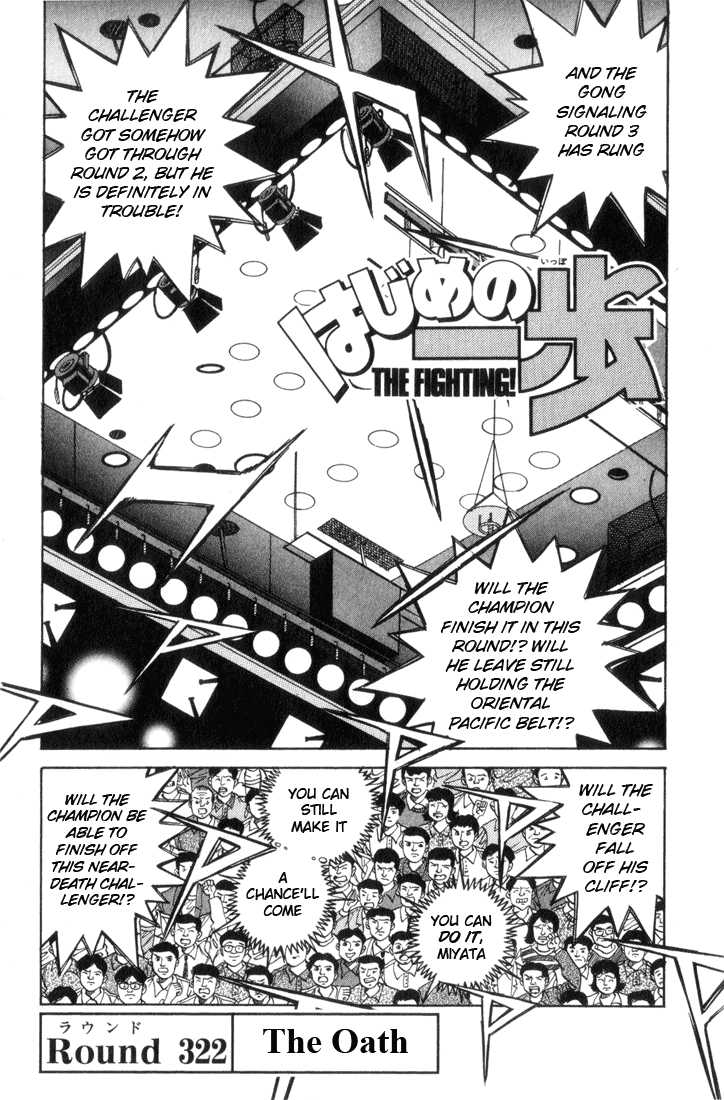 AND THE
GONG
SIGNALING
ROUND 3
HAS RUNG
THE
CHALLENGER
GOT SOMEHOW
GOT THROUGH
ROUND 2, BUT HE
IS DEFINITELY IN
TROUBLE!
いっぽ
はじめの一歩
THE FIGHTING!
WILL THE
CHAMPION
FINISH IT IN THIS
ROUND!? WILL
HE LEAVE STILL
HOLDING THE
ORIENTAL
PACIFIC BELT!?
WILL THE
CHALL-
ENGER
FALL
OFF HIS
CLIFF!?
YOU CAN
STILL
MAKE IT
A
CHANCE'LL
COME
YOU CAN
DO IT,
MIYATA
WILL THE
CHAMPION BE
ABLE TO
FINISH OFF
THIS NEAR-
DEATH CHAL-
LENGER!?
ラウンド
Round 322
The Oath